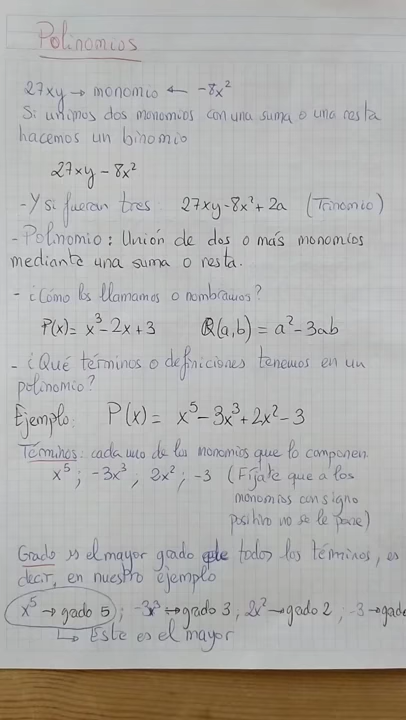 Polinomios
27xy → monomio ← -8x²
Si unimos dos monomios con una suma o una resta
hacemos un binomio
27xy - 8x²
- Y si fueran tres 27xy - 8x² + 2a (Trinomio)
- Polinomio: Unión de dos o más monomios
mediante una suma o resta.
- ¿Cómo los llamamos o nombramos?
P(x) = x³ - 2x + 3 Q(a,b) = a² - 3ab
- ¿Qué términos o definiciones tenemos en un
polinomio?
Ejemplo: P(x) = x⁵ - 3x³ + 2x² - 3
Términos: cada uno de los monomios que lo componen.
x⁵ ; -3x³ ; 2x² ; -3 (Fíjate que a los
monomios con signo
positivo no se le pone)
Grado es el mayor grado de todos los términos, es
decir, en nuestro ejemplo
x⁵ → gado 5 ; -3x³ → grado 3 ; 2x² → grado 2 ; -3 → grado
↳ Este es el mayor